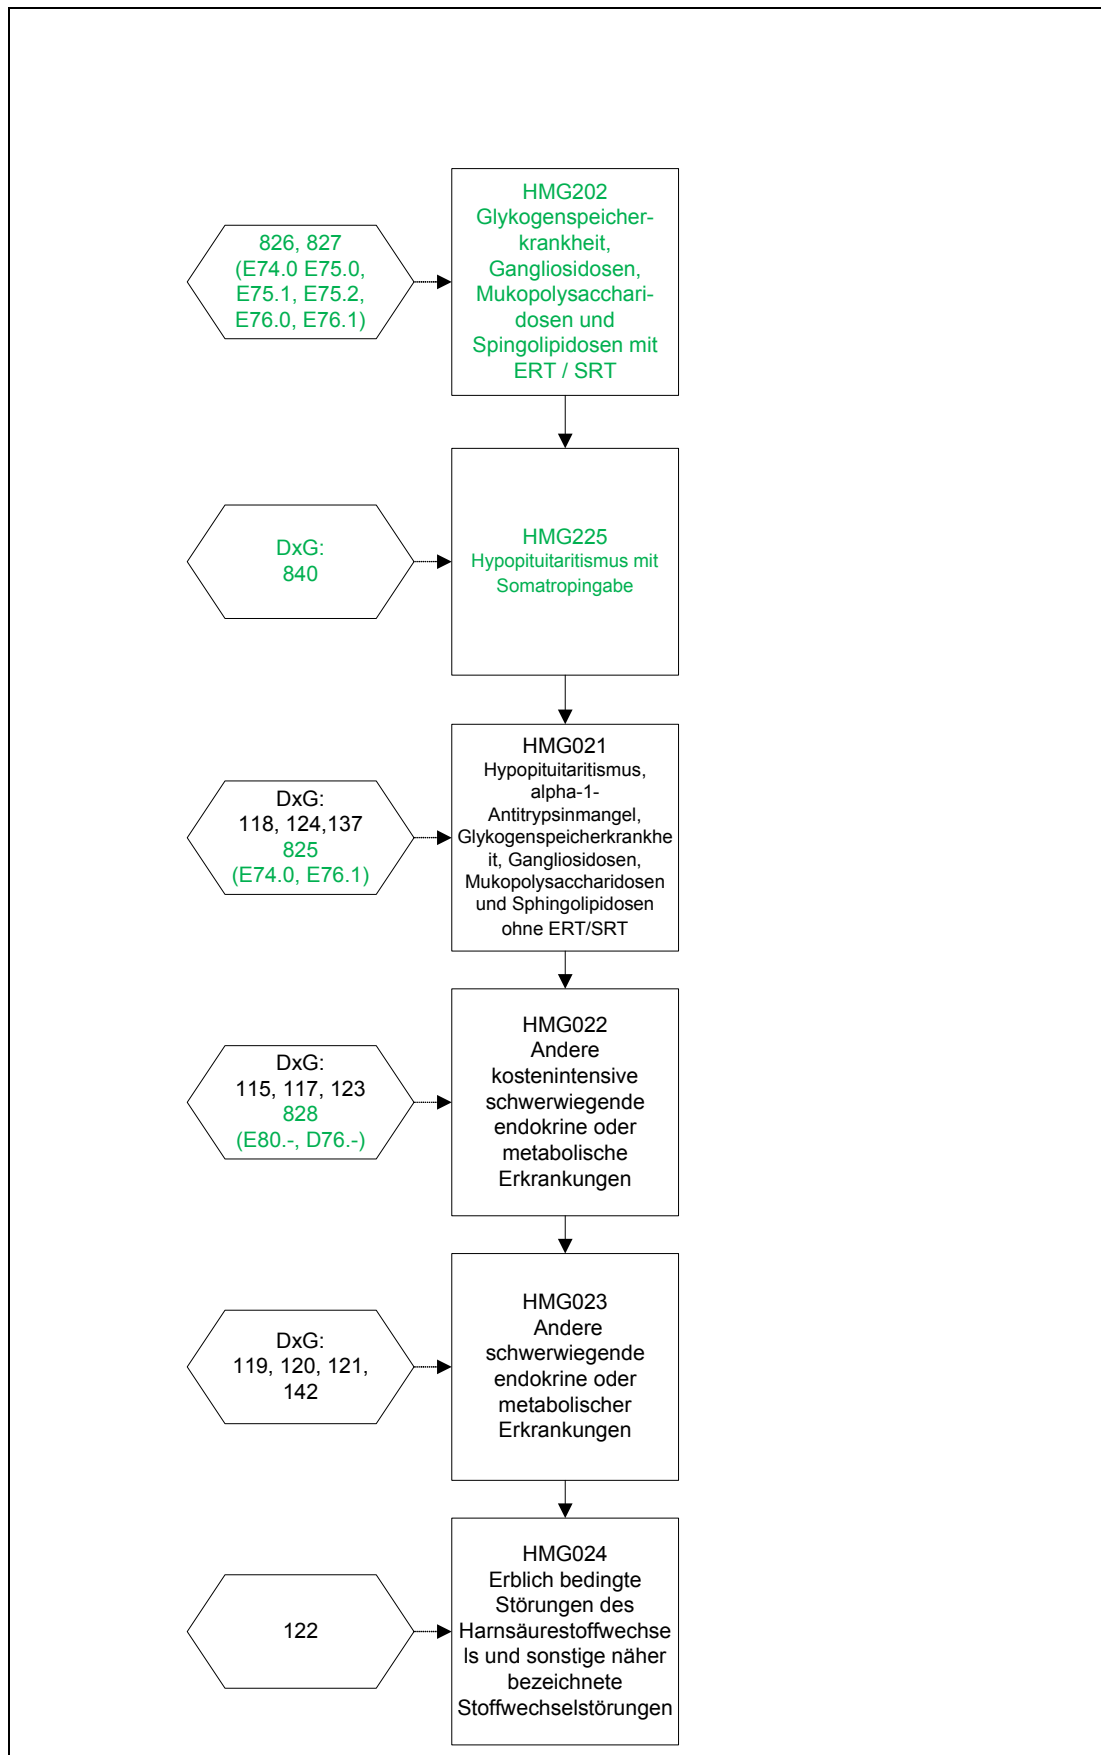 826, 827
(E74.0 E75.0,
E75.1, E75.2,
E76.0, E76.1)
HMG202
Glykogenspeicher-
krankheit,
Gangliosidosen,
Mukopolysacchari-
dosen und
Spingolipidosen mit
ERT / SRT
DxG:
840
HMG225
Hypopituitaritismus mit
Somatropingabe
DxG:
118, 124,137
825
(E74.0, E76.1)
HMG021
Hypopituitaritismus,
alpha-1-
Antitrypsinmangel,
Glykogenspeicherkrankhe
it, Gangliosidosen,
Mukopolysaccharidosen
und Sphingolipidosen
ohne ERT/SRT
DxG:
115, 117, 123
828
(E80.-, D76.-)
HMG022
Andere
kostenintensive
schwerwiegende
endokrine oder
metabolische
Erkrankungen
DxG:
119, 120, 121,
142
HMG023
Andere
schwerwiegende
endokrine oder
metabolischer
Erkrankungen
122
HMG024
Erblich bedingte
Störungen des
Harnsäurestoffwechse
ls und sonstige näher
bezeichnete
Stoffwechselstörungen